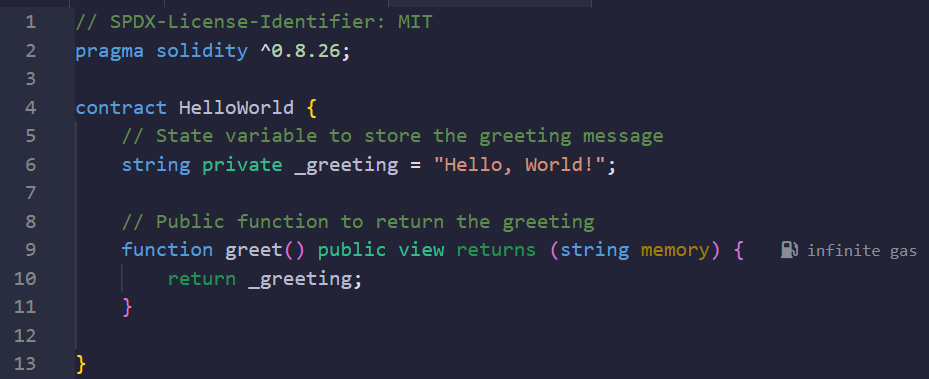 1 // SPDX-License-Identifier: MIT
2 pragma solidity ^0.8.26;
3
4 contract HelloWorld {
5     // State variable to store the greeting message
6     string private _greeting = "Hello, World!";
7
8     // Public function to return the greeting
9     function greet() public view returns (string memory) { infinite gas
10         return _greeting;
11     }
12
13 }